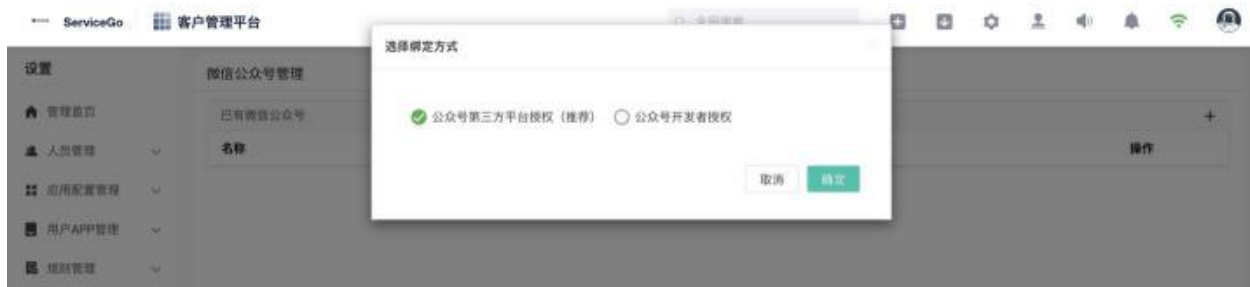 ServiceGo
客户管理平台
设置
管理首页
人员管理
应用配置管理
用户APP管理
规则管理
微信公众号管理
已有微信公众号
名称
操作
选择绑定方式
公众号第三方平台授权（推荐）
公众号开发者授权
取消
确定